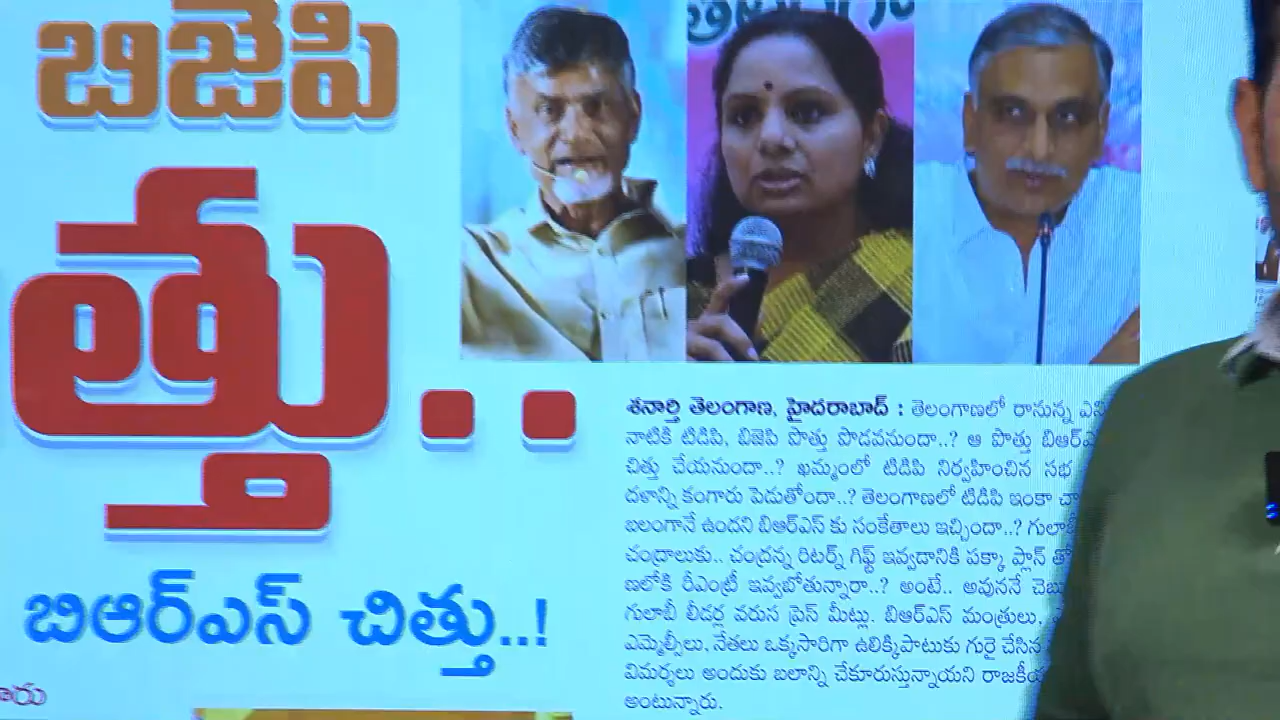 బిజెపి
త్తు..
బిఆర్ఎస్ చిత్తు..!
శనార్తి తెలంగాణ, హైదరాబాద్ : తెలంగాణలో రానున్న
నాటికి టిడిపి, బిజెపి పొత్తు పొడవనుందా..? ఆ పొత్తు
చిత్తు చేయనుందా..? ఖమ్మంలో టిడిపి నిర్వహించిన సభ
దళాన్ని కంగారు పెడుతోందా..? తెలంగాణలో టిడిపి ఇంకా
బలంగానే ఉందని బిఆర్ఎస్ కు సంకేతాలు ఇచ్చిందా..?
చంద్రాలుకు.. చంద్రన్న రిటర్న్ గిఫ్ట్ ఇవ్వడానికి పక్కా ప్లాన్ తో
ణలోకి రీఎంట్రీ ఇవ్వబోతున్నారా..? అంటే.. అవుననే
గులాబీ లీడర్ల వరుస ప్రెస్ మీట్లు. బిఆర్ఎస్ మంత్రులు,
ఎమ్మెల్సీలు, నేతలు ఒక్కసారిగా ఉలిక్కిపాటుకు గురై చేసిన
విమర్శలు అందుకు బలాన్ని చేకూరుస్తున్నాయని
అంటున్నారు.